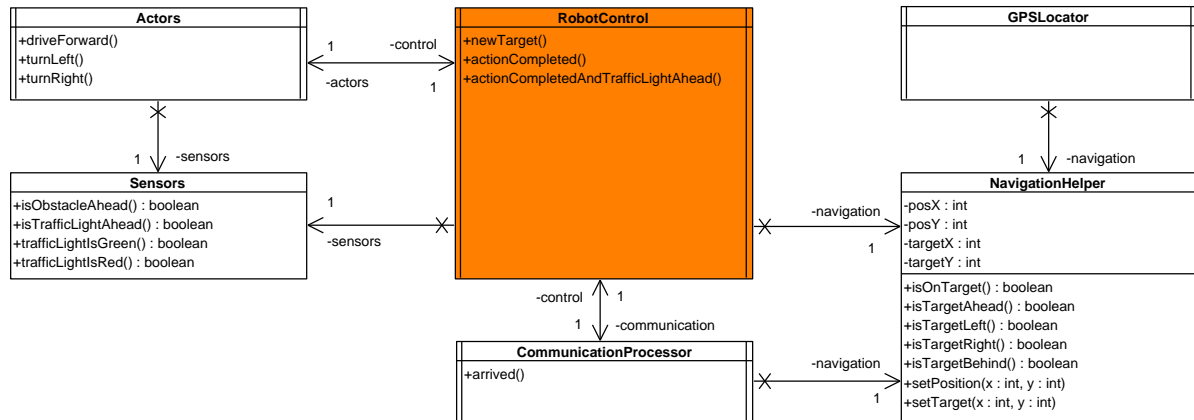 Actors
+driveForward()
+turnLeft()
+turnRight()
1
-control
-actors
1
RobotControl
+newTarget()
+actionCompleted()
+actionCompletedAndTrafficLightAhead()
GPSLocator
1
-sensors
1
-navigation
Sensors
+isObstacleAhead() : boolean
+isTrafficLightAhead() : boolean
+trafficLightIsGreen() : boolean
+trafficLightIsRed() : boolean
1
-sensors
-navigation
1
NavigationHelper
-posX : int
-posY : int
-targetX : int
-targetY : int
+isOnTarget() : boolean
+isTargetAhead() : boolean
+isTargetLeft() : boolean
+isTargetRight() : boolean
+isTargetBehind() : boolean
+setPosition(x : int, y : int)
+setTarget(x : int, y : int)
-control
1
1
-communication
CommunicationProcessor
+arrived()
-navigation
1